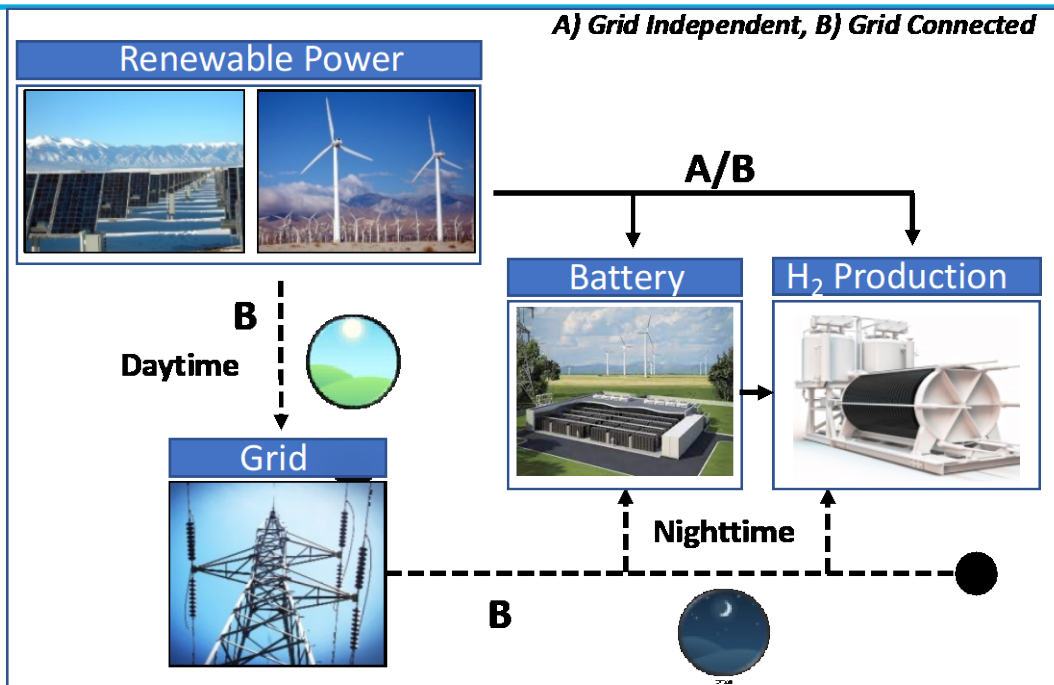 A) Grid Independent, B) Grid Connected
Renewable Power
A/B
Battery
H₂ Production
B
Daytime
Grid
Nighttime
B